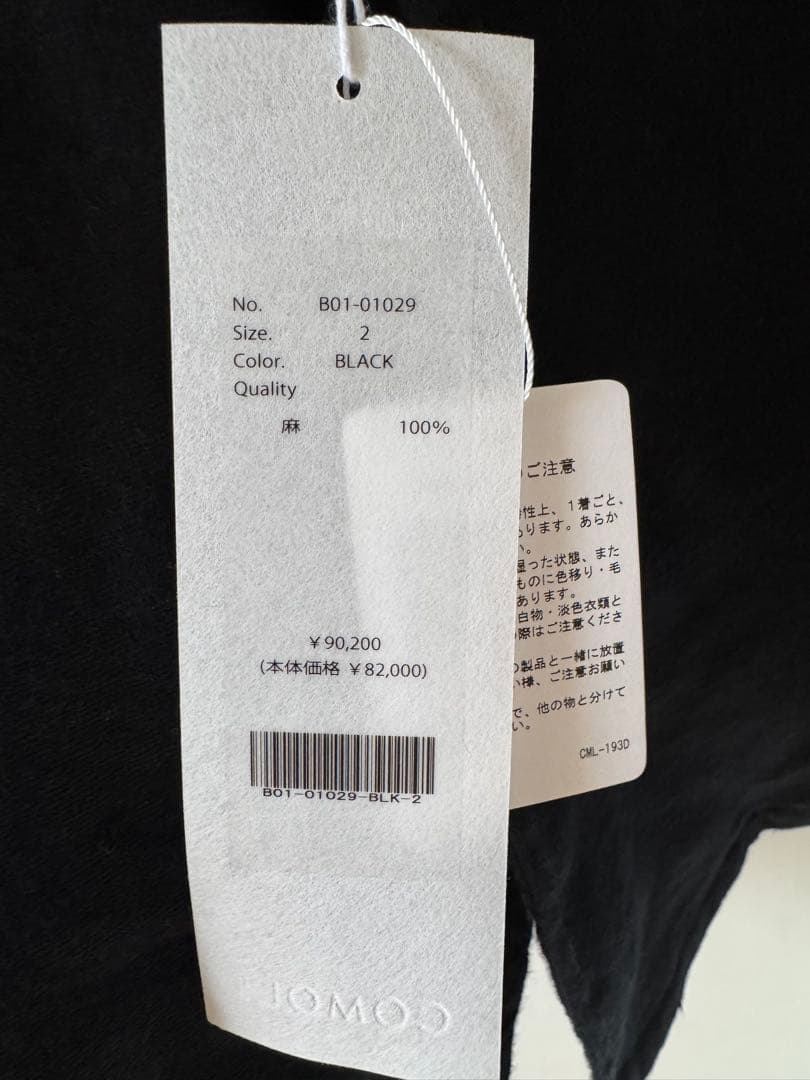 No. B01-01029
Size. 2
Color. BLACK
Quality
麻 100%
￥90,200
(本体価格 ￥82,000)
B01-01029-BLK-2
COMOLI
ご注意
性上、1着ごと、
ります。あらか
い。
湿った状態、また
ものに色移り・毛
あります。
白物・淡色衣類と
際はご注意くださ
製品と一緒に放置
い様、ご注意お願い
で、他の物と分けて
い。
CML-193D